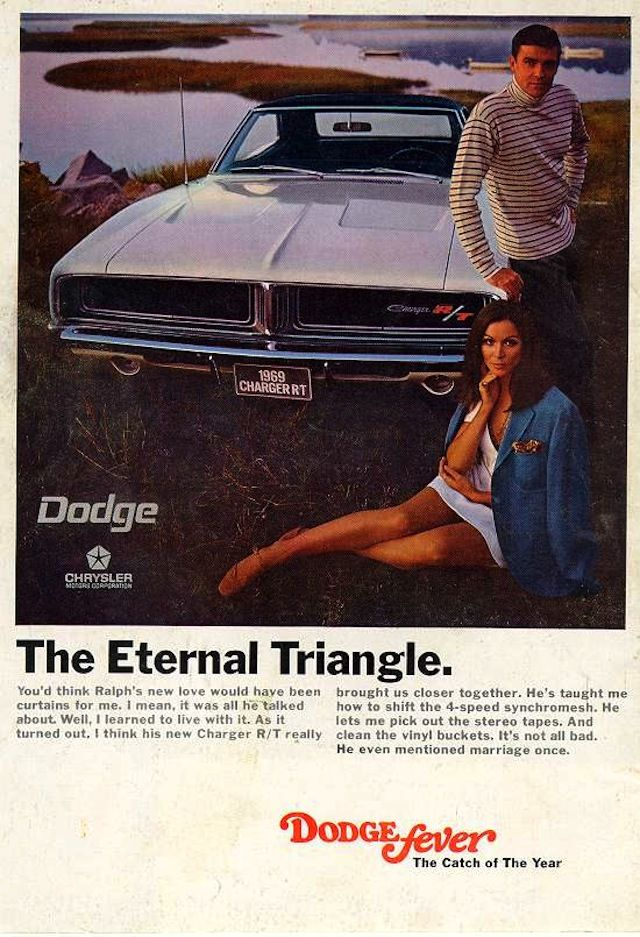 Charger R/T
1969
CHARGER RT
Dodge
CHRYSLER
MOTORS CORPORATION
The Eternal Triangle.
You'd think Ralph's new love would have been
curtains for me. I mean, it was all he talked
about. Well, I learned to live with it. As it
turned out, I think his new Charger R/T really
brought us closer together. He's taught me
how to shift the 4-speed synchromesh. He
lets me pick out the stereo tapes. And
clean the vinyl buckets. It's not all bad.
He even mentioned marriage once.
DODGE fever
The Catch of The Year